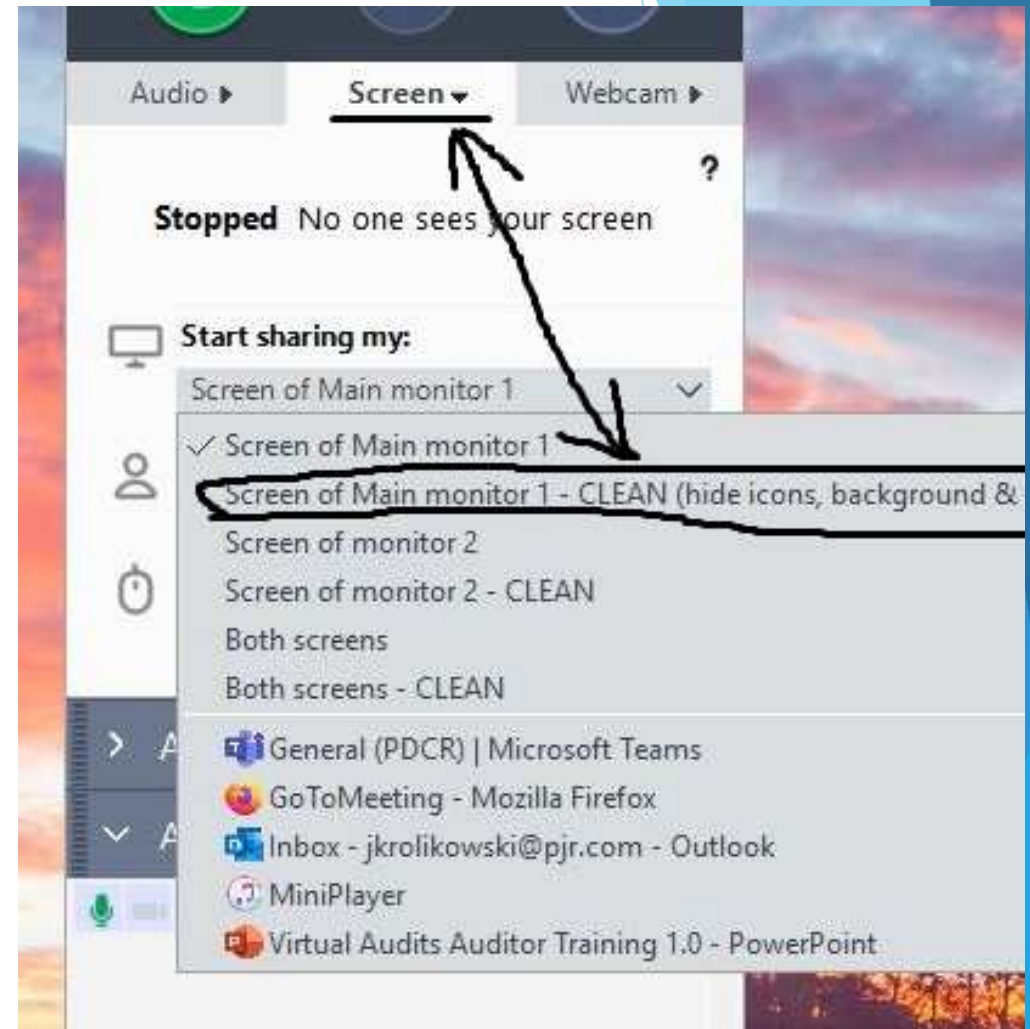 Audio Screen Webcam
?
Stopped No one sees your screen
Start sharing my:
Screen of Main monitor 1
Screen of Main monitor 1
Screen of Main monitor 1 - CLEAN (hide icons, background &
Screen of monitor 2
Screen of monitor 2 - CLEAN
Both screens
Both screens - CLEAN
General (PDCR) | Microsoft Teams
GoToMeeting - Mozilla Firefox
Inbox - jkrolikowski@pjr.com - Outlook
MiniPlayer
Virtual Audits Auditor Training 1.0 - PowerPoint